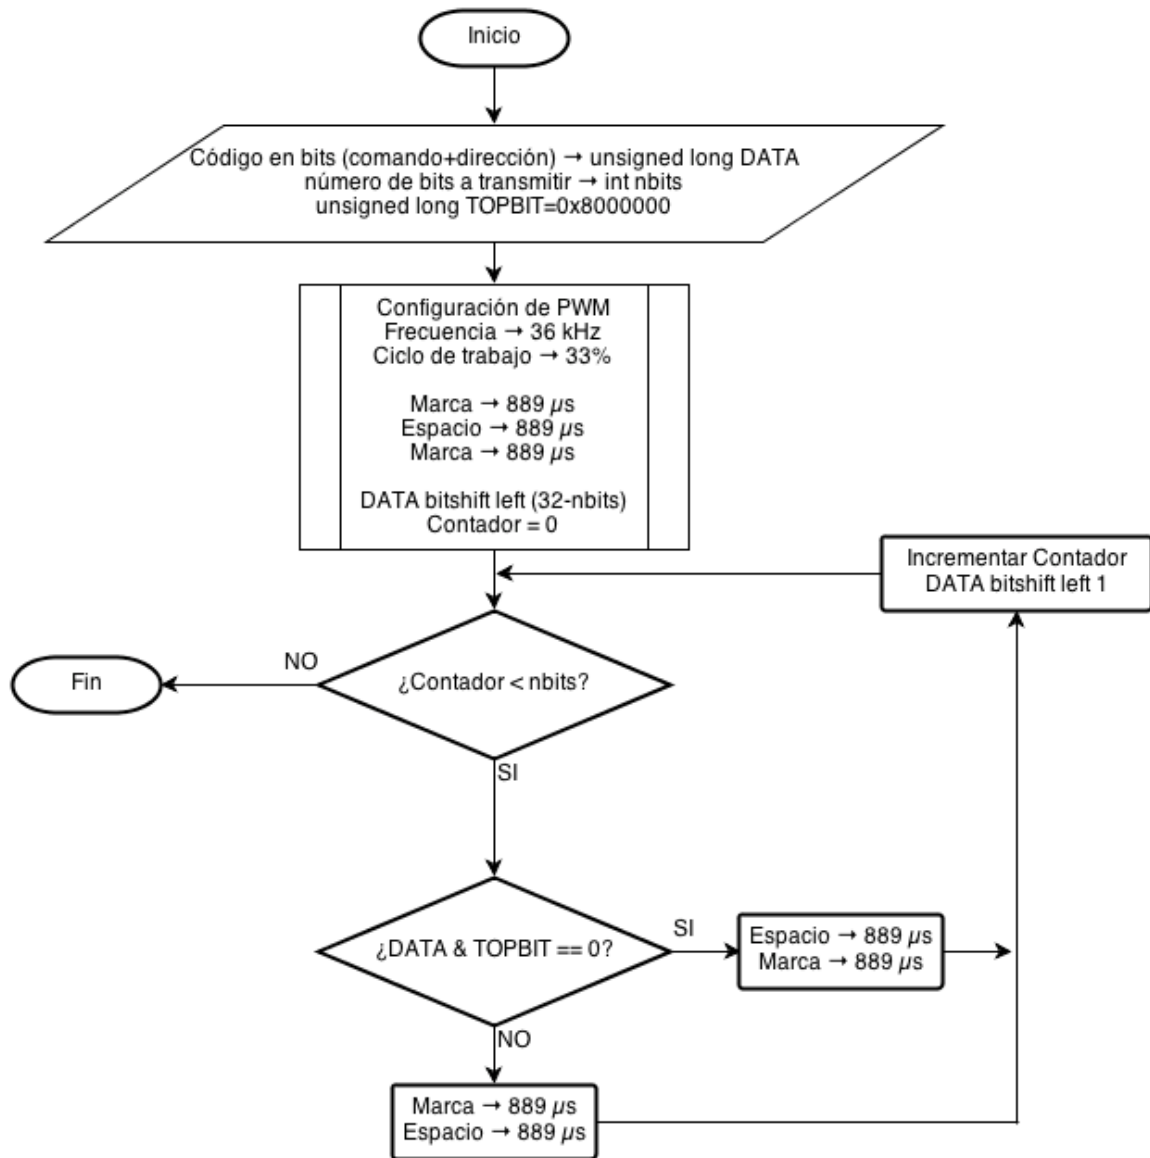 Inicio
Código en bits (comando+dirección) → unsigned long DATA
número de bits a transmitir → int nbits
unsigned long TOPBIT=0x8000000
Configuración de PWM
Frecuencia → 36 kHz
Ciclo de trabajo → 33%
Marca → 889 µs
Espacio → 889 µs
Marca → 889 µs
DATA bitshift left (32-nbits)
Contador = 0
Incrementar Contador
DATA bitshift left 1
¿Contador < nbits?
NO
Fin
SI
¿DATA & TOPBIT == 0?
SI
Espacio → 889 µs
Marca → 889 µs
NO
Marca → 889 µs
Espacio → 889 µs